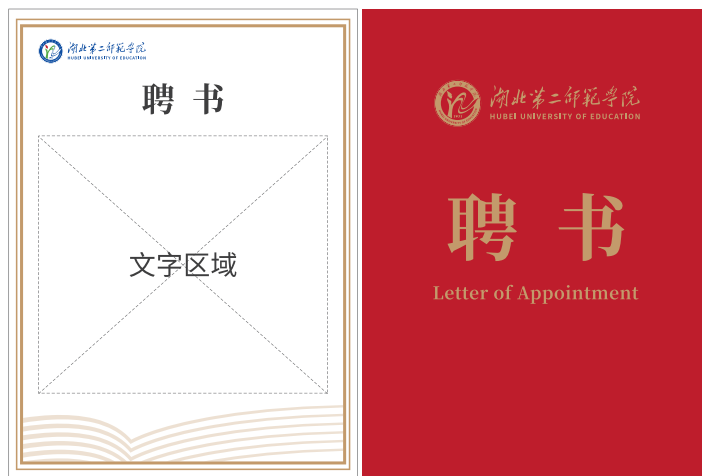 湖北第二师范学院
HUBEI UNIVERSITY OF EDUCATION
聘书
文字区域
湖北第二师范学院
HUBEI UNIVERSITY OF EDUCATION
1931
聘书
Letter of Appointment